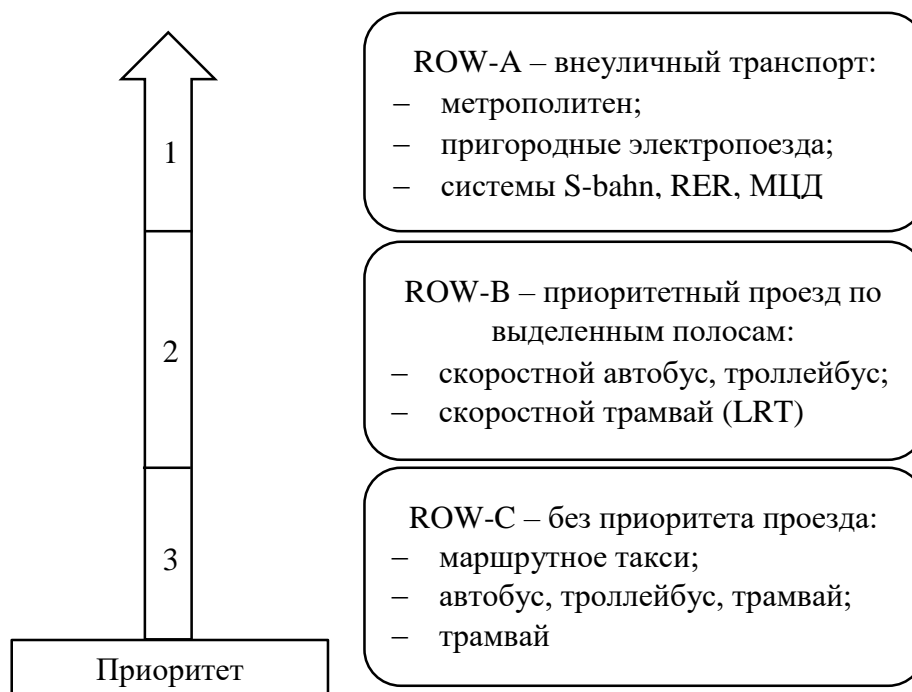 1
2
3
Приоритет
ROW-A – внеуличный транспорт:
– метрополитен;
– пригородные электропоезда;
– системы S-bahn, RER, МЦД
ROW-B – приоритетный проезд по
выделенным полосам:
– скоростной автобус, троллейбус;
– скоростной трамвай (LRT)
ROW-C – без приоритета проезда:
– маршрутное такси;
– автобус, троллейбус, трамвай;
– трамвай